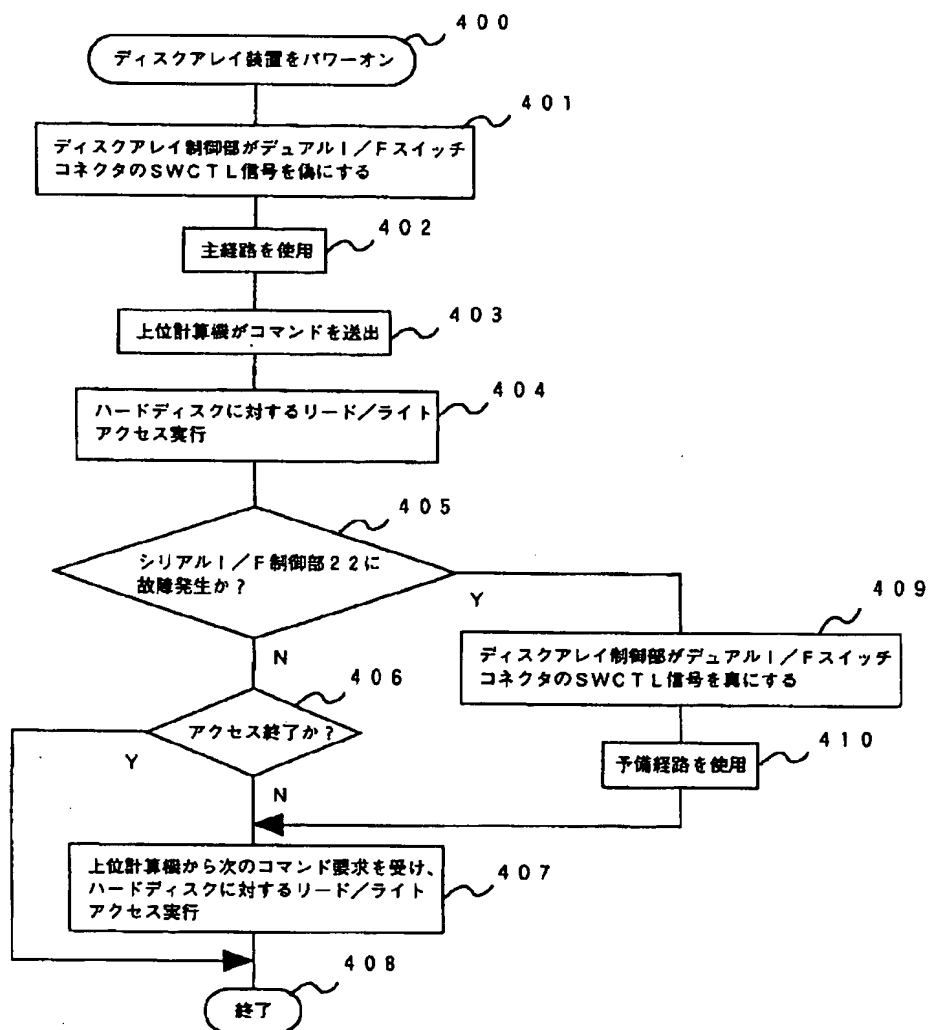 400
ディスクアレイ装置をパワーオン
401
ディスクアレイ制御部がデュアルI/Fスイッチ
コネクタのSWCTL信号を偽にする
402
主経路を使用
403
上位計算機がコマンドを送出
404
ハードディスクに対するリード/ライト
アクセス実行
405
シリアルI/F制御部22に
故障発生か?
Y
N
409
ディスクアレイ制御部がデュアルI/Fスイッチ
コネクタのSWCTL信号を真にする
406
アクセス終了か?
Y
N
410
予備経路を使用
407
上位計算機から次のコマンド要求を受け、
ハードディスクに対するリード/ライト
アクセス実行
408
終了